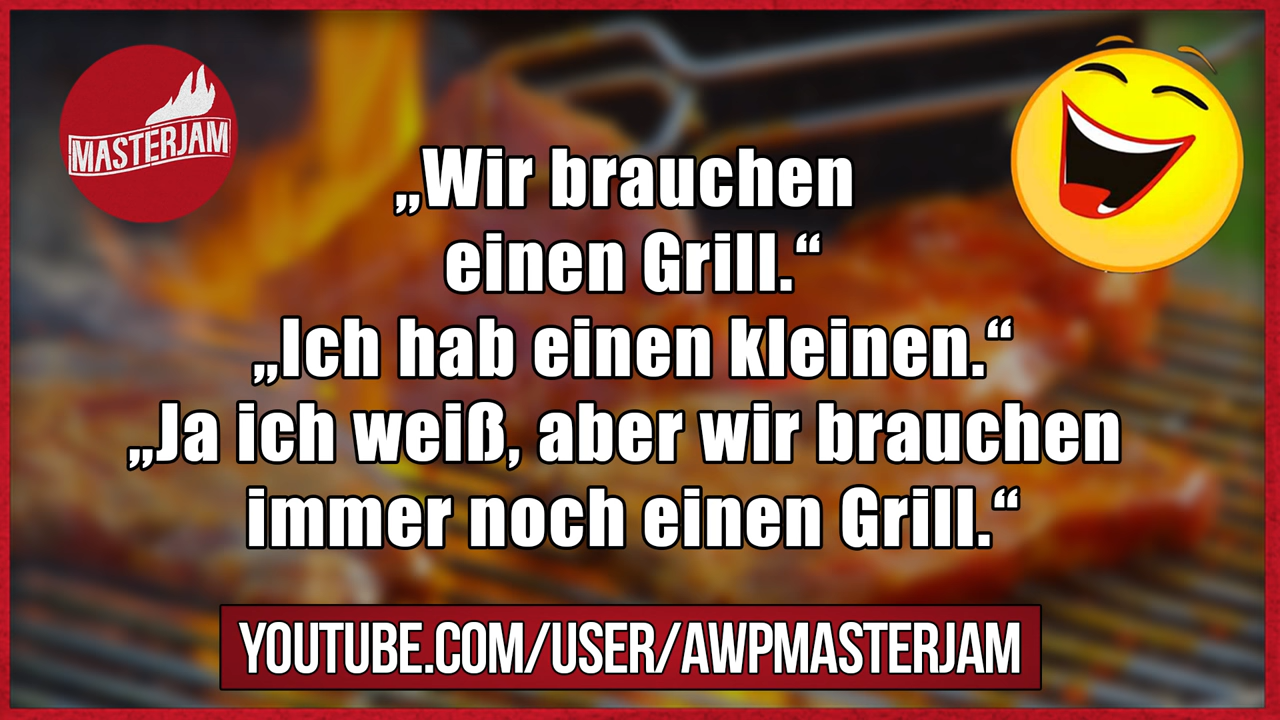 MASTERJAM
„Wir brauchen
einen Grill.“
„Ich hab einen kleinen.“
„Ja ich weiß, aber wir brauchen
immer noch einen Grill.“
YOUTUBE.COM/USER/AWPMASTERJAM